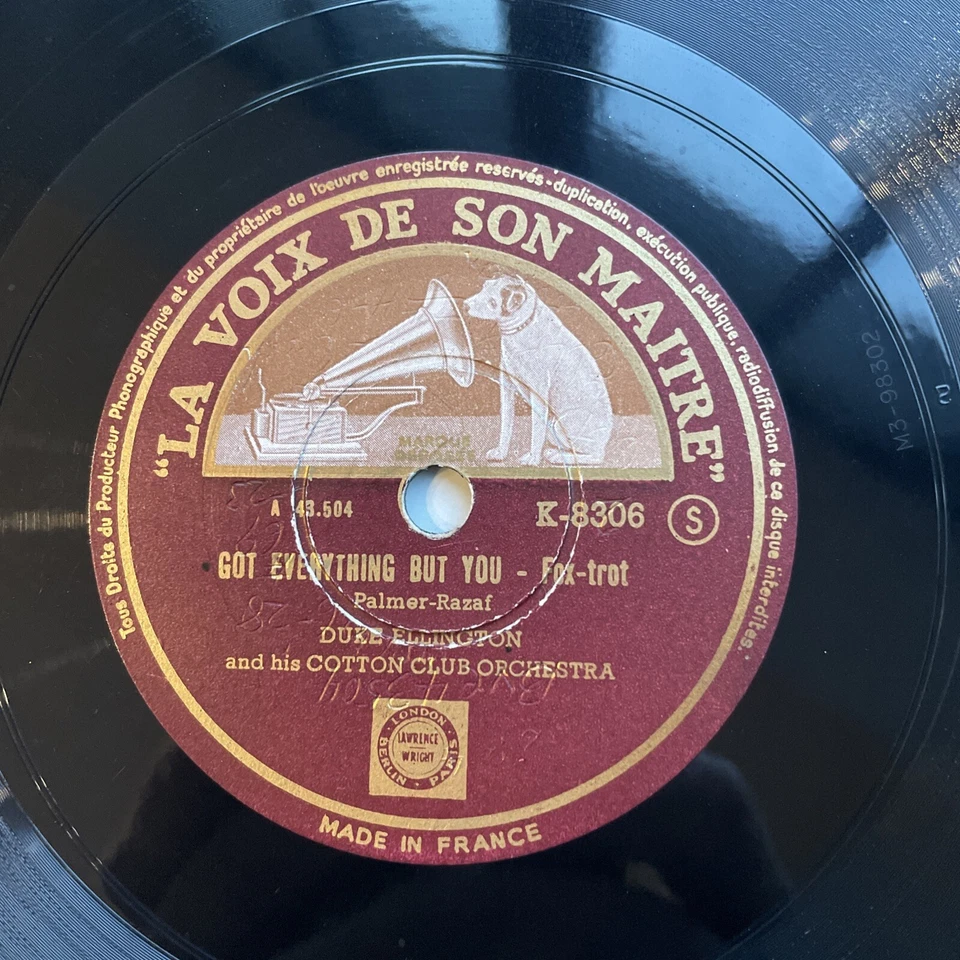 Tous Droits du Producteur Phonographique et du propriétaire de l'oeuvre enregistrée reservés - duplication, exécution publique, radiodiffusion de ce disque interdites.
"LA VOIX DE SON MAITRE"
MARQUE
DEPOSÉE
A 43.504
K-8306
S
GOT EVERYTHING BUT YOU - Fox-trot
Palmer-Razaf
DUKE ELLINGTON
and his COTTON CLUB ORCHESTRA
LONDON
LAWRENCE
WRIGHT
BERLIN • PARIS
MADE IN FRANCE
M3-98302